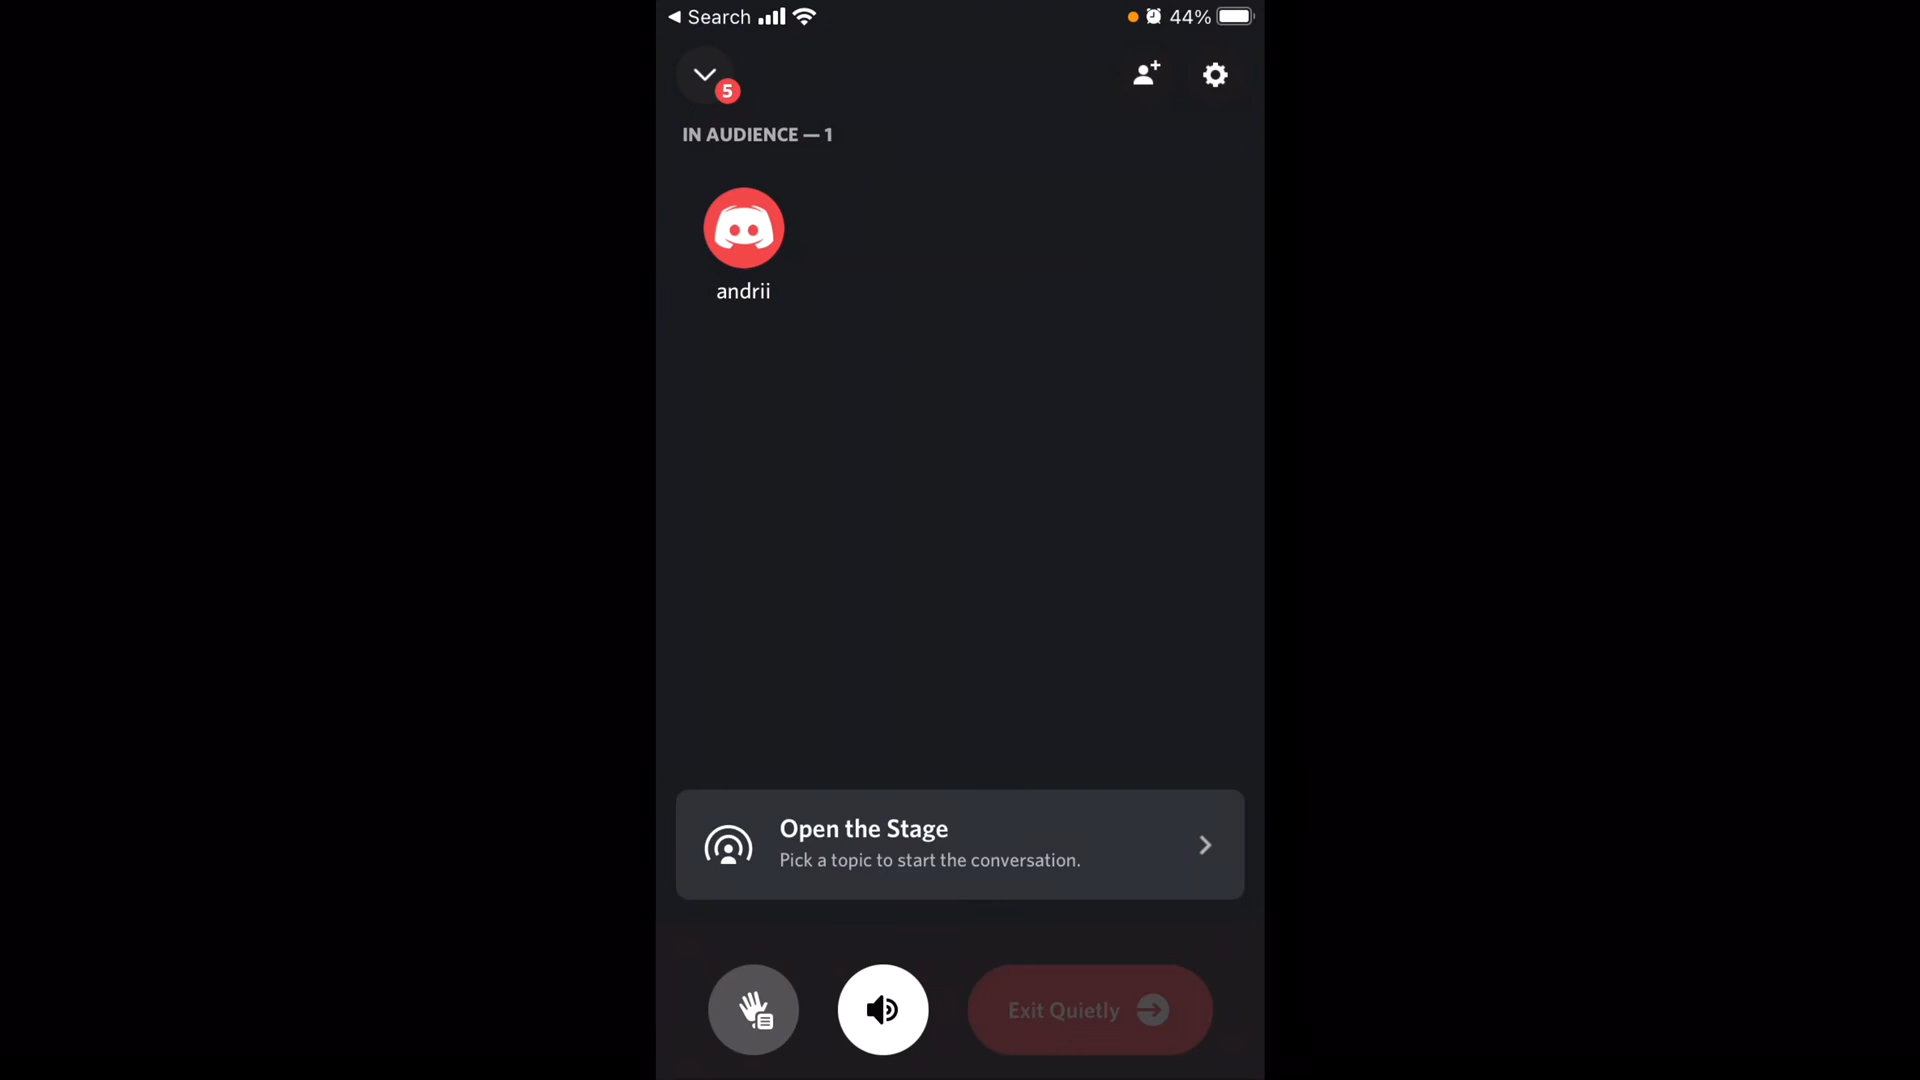 Search 44%
5
IN AUDIENCE — 1
andrii
Open the Stage
Pick a topic to start the conversation.
Exit Quietly